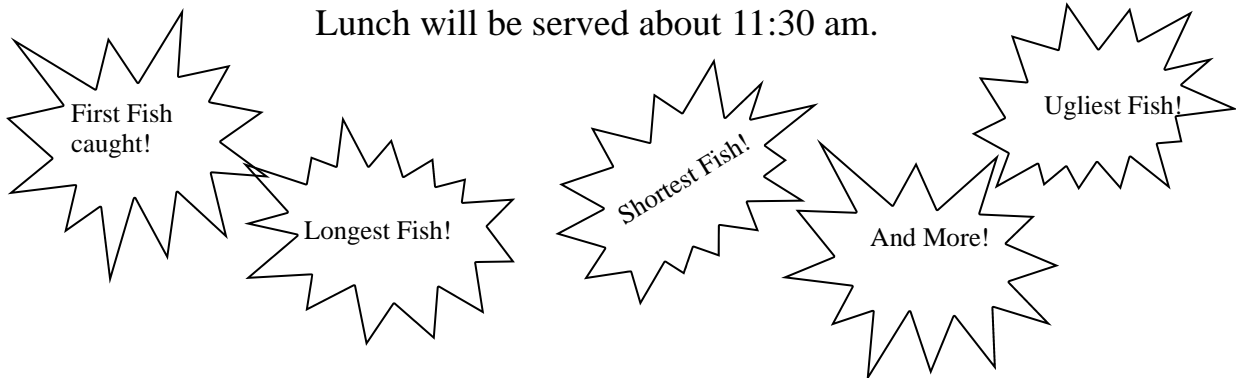 Lunch will be served about 11:30 am.
First Fish
caught!
Longest Fish!
Shortest Fish!
And More!
Ugliest Fish!